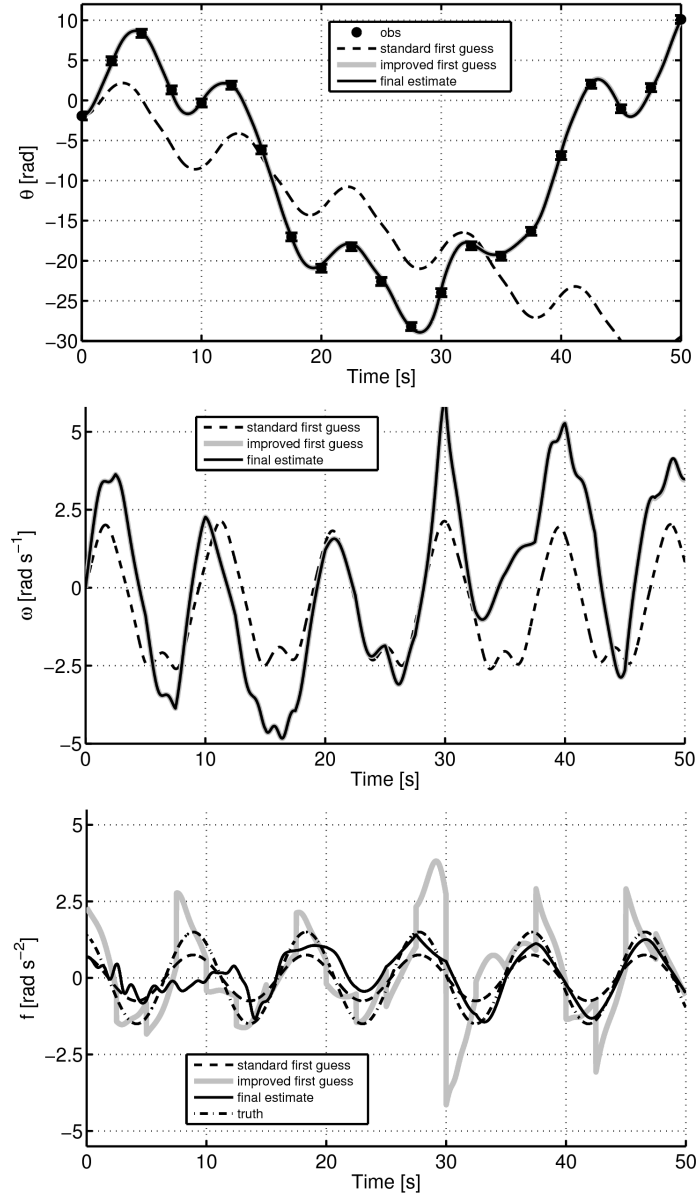 10
5
0
−5
−10
−15
−20
−25
−30
θ [rad]
obs
standard first guess
improved first guess
final estimate
0 10 20 30 40 50
Time [s]
5
2.5
0
−2.5
−5
ω [rad s−1]
standard first guess
improved first guess
final estimate
0 10 20 30 40 50
Time [s]
5
2.5
0
−2.5
−5
f [rad s−2]
standard first guess
improved first guess
final estimate
truth
0 10 20 30 40 50
Time [s]